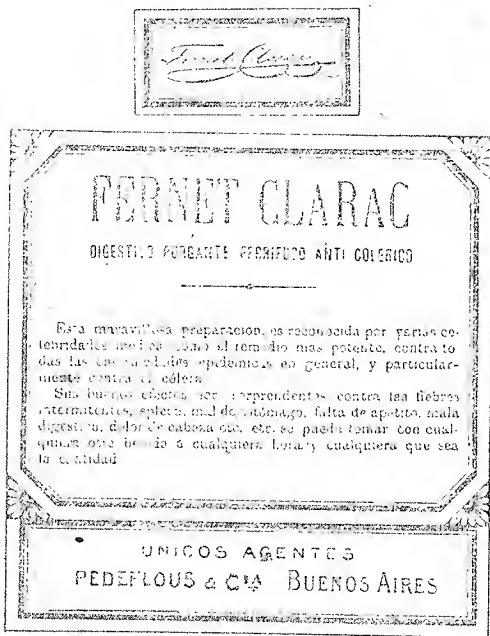 Fernet Clarac
FERNET CLARAC
DIGESTIVO PURGANTE FEBRIFUGO ANTI COLERICO
Esta maravillosa preparacion, es reconocida por varias ce-
lebridades medicas como el remedio mas potente, contra to-
das las enfermedades epidemicas en general, y particular-
mente contra el cólera.
Sus buenos efectos son sorprendentes contra las fiebres
intermitentes, spleen, mal de estómago, falta de apetito, mala
digestion, dolor de cabeza etc. etc. se puede tomar con cual-
quiera otra bebida á cualquiera hora y cualquiera que sea
la cantidad
UNICOS AGENTES
PEDEFLOUS & Cia BUENOS AIRES